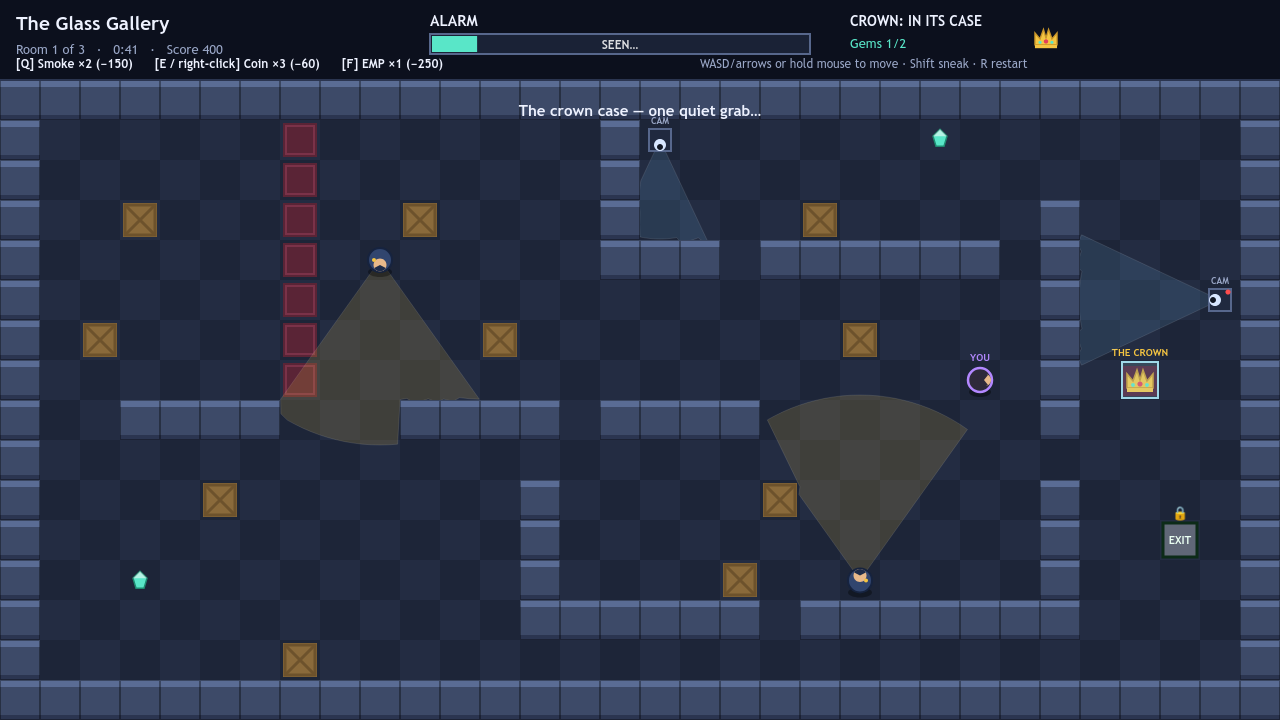 The Glass Gallery
Room 1 of 3 · 0:41 · Score 400
[Q] Smoke ×2 (−150) [E / right-click] Coin ×3 (−60) [F] EMP ×1 (−250)
ALARM
SEEN...
CROWN: IN ITS CASE
Gems 1/2
WASD/arrows or hold mouse to move · Shift sneak · R restart
The crown case — one quiet grab...
CAM
CAM
YOU
THE CROWN
EXIT